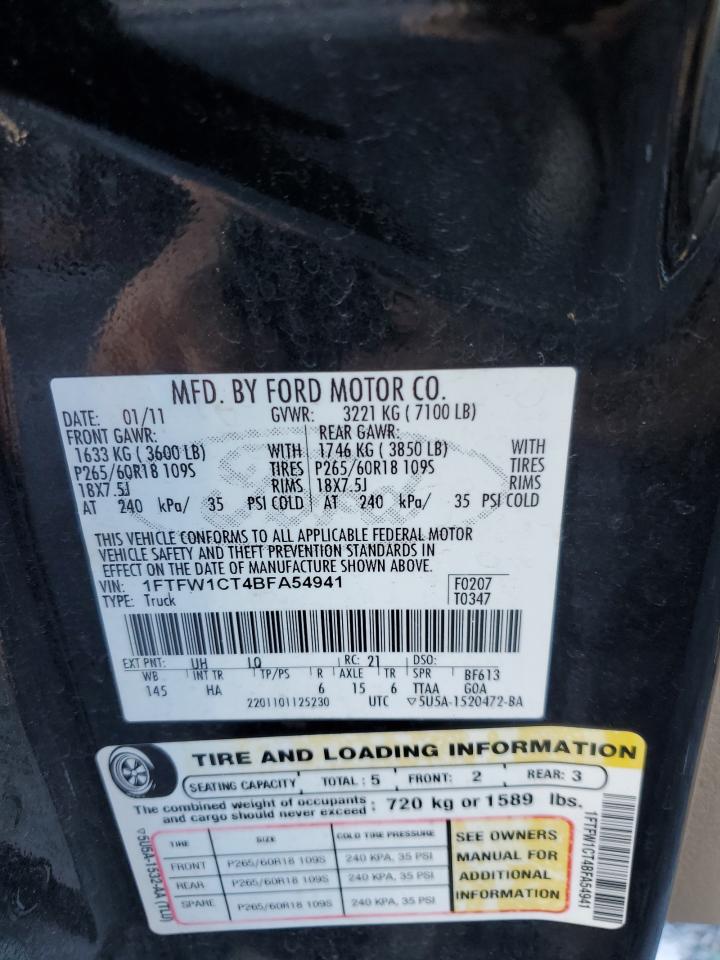 MFD. BY FORD MOTOR CO.
DATE: 01/11 GVWR: 3221 KG ( 7100 LB)
FRONT GAWR: REAR GAWR:
1633 KG ( 3600 LB) WITH 1746 KG ( 3850 LB) WITH
P265/60R18 109S TIRES P265/60R18 109S TIRES
18X7.5J RIMS 18X7.5J RIMS
AT 240 kPa/ 35 PSI COLD AT 240 kPa/ 35 PSI COLD
THIS VEHICLE CONFORMS TO ALL APPLICABLE FEDERAL MOTOR
VEHICLE SAFETY AND THEFT PREVENTION STANDARDS IN
EFFECT ON THE DATE OF MANUFACTURE SHOWN ABOVE.
VIN: 1FTFW1CT4BFA54941 F0207
TYPE: Truck T0347
EXT PNT: UH LQ RC: 21 DSO:
WB INT TR TP/PS R AXLE TR SPR BF613
145 HA 6 15 6 TTAA GOA
2201101125230 UTC ▽5U5A-1520472-BA
TIRE AND LOADING INFORMATION
SEATING CAPACITY TOTAL : 5 FRONT: 2 REAR: 3
The combined weight of occupants
and cargo should never exceed : 720 kg or 1589 lbs.
TIRE SIZE COLD TIRE PRESSURE
FRONT P265/60R18 109S 240 KPA, 35 PSI
REAR P265/60R18 109S 240 KPA, 35 PSI
SPARE P265/60R18 109S 240 KPA, 35 PSI
SEE OWNERS
MANUAL FOR
ADDITIONAL
INFORMATION
▽5U5A-1532-AA (TLU)
1FTFW1CT4BFA54941